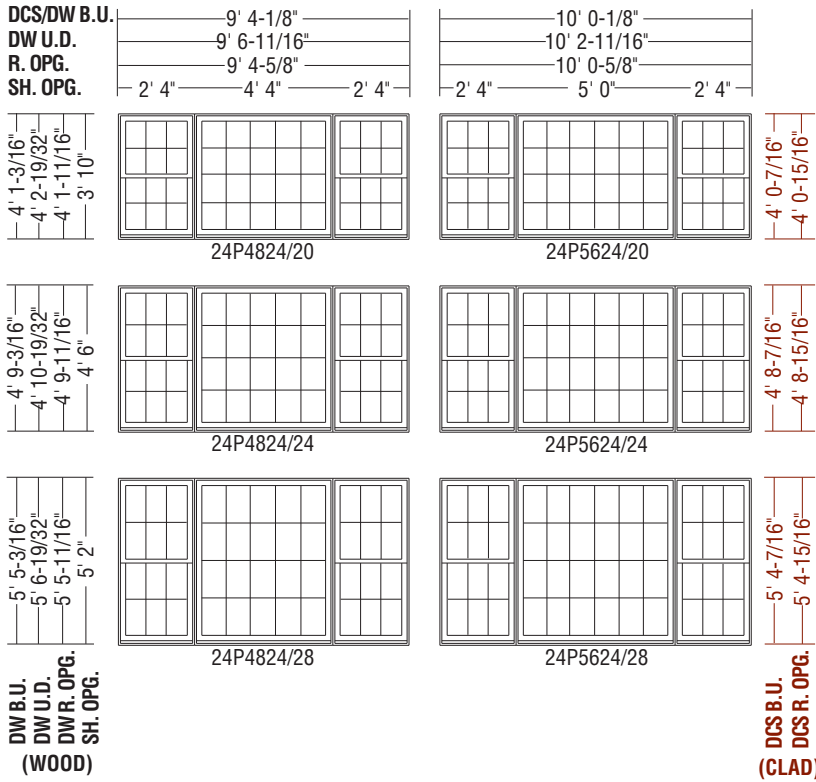 DCS/DW B.U. 9' 4-1/8" 10' 0-1/8"
DW U.D. 9' 6-11/16" 10' 2-11/16"
R. OPG. 9' 4-5/8" 10' 0-5/8"
SH. OPG. 2' 4" 4' 4" 2' 4" 2' 4" 5' 0" 2' 4"
4' 1-3/16"
4' 2-19/32"
4' 1-11/16"
3' 10"
4' 0-7/16"
4' 0-15/16"
24P4824/20 24P5624/20
4' 9-3/16"
4' 10-19/32"
4' 9-11/16"
4' 6"
4' 8-7/16"
4' 8-15/16"
24P4824/24 24P5624/24
5' 5-3/16"
5' 6-19/32"
5' 5-11/16"
5' 2"
5' 4-7/16"
5' 4-15/16"
24P4824/28 24P5624/28
DW B.U.
DW U.D.
DW R. OPG.
SH. OPG.
(WOOD)
DCS B.U.
DCS R. OPG.
(CLAD)